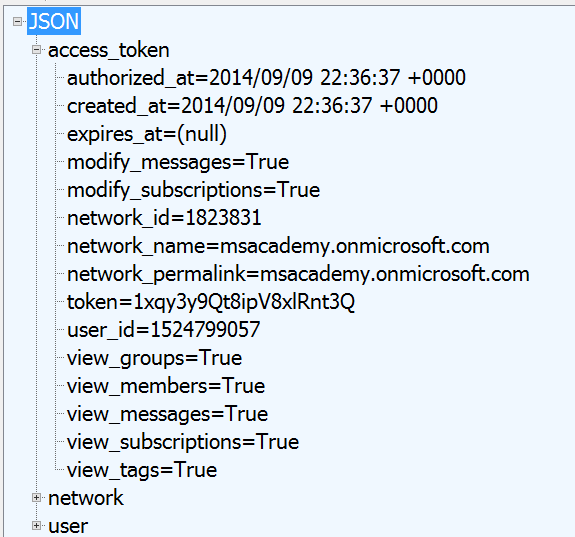 JSON
access_token
authorized_at=2014/09/09 22:36:37 +0000
created_at=2014/09/09 22:36:37 +0000
expires_at=(null)
modify_messages=True
modify_subscriptions=True
network_id=1823831
network_name=msacademy.onmicrosoft.com
network_permalink=msacademy.onmicrosoft.com
token=1xqy3y9Qt8ipV8xlRnt3Q
user_id=1524799057
view_groups=True
view_members=True
view_messages=True
view_subscriptions=True
view_tags=True
network
user